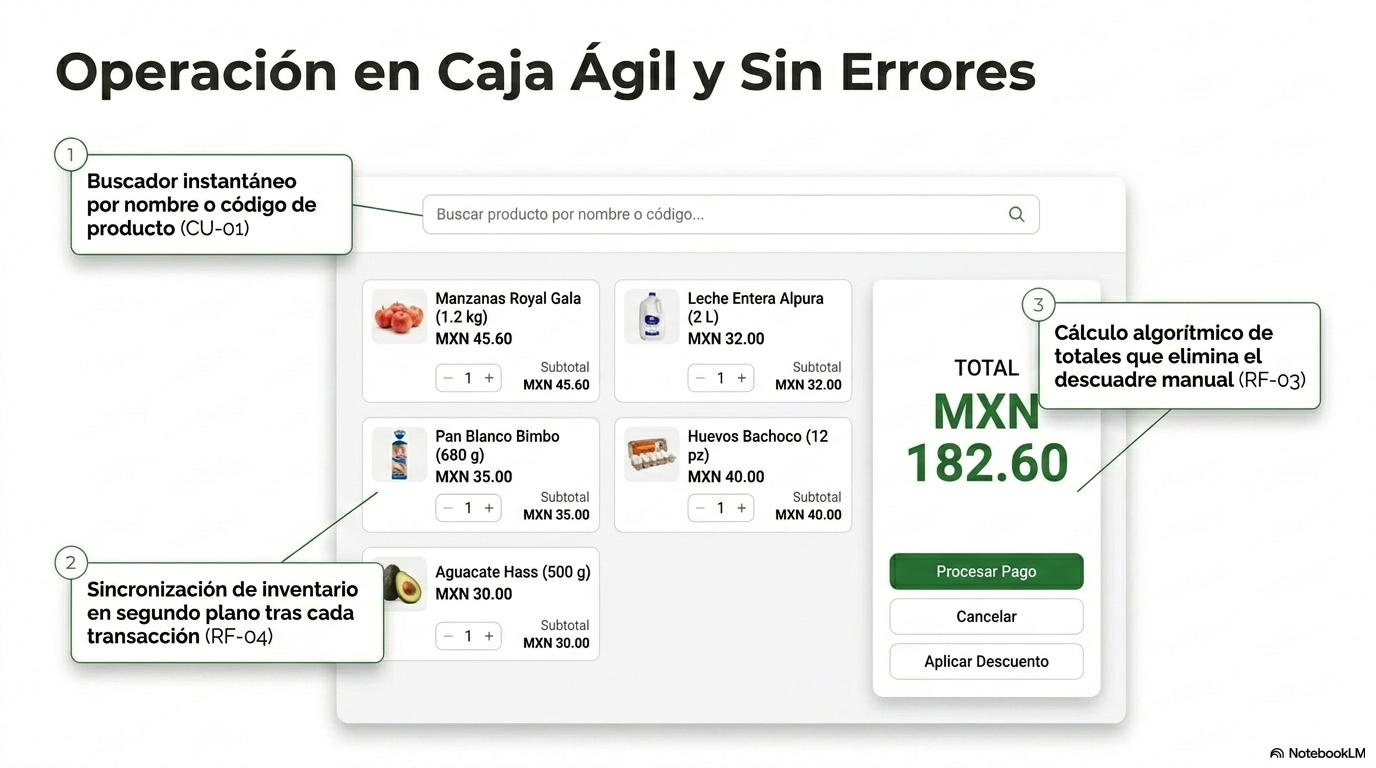 Operación en Caja Ágil y Sin Errores
1
Buscador instantáneo
por nombre o código de
producto (CU-01)
Buscar producto por nombre o código...
Manzanas Royal Gala
(1.2 kg)
MXN 45.60
− 1 +
Subtotal
MXN 45.60
Leche Entera Alpura
(2 L)
MXN 32.00
− 1 +
Subtotal
MXN 32.00
Pan Blanco Bimbo
(680 g)
MXN 35.00
− 1 +
Subtotal
MXN 35.00
Huevos Bachoco (12
pz)
MXN 40.00
− 1 +
Subtotal
MXN 40.00
Aguacate Hass (500 g)
MXN 30.00
− 1 +
Subtotal
MXN 30.00
2
Sincronización de inventario
en segundo plano tras cada
transacción (RF-04)
3
Cálculo algorítmico de
totales que elimina el
descuadre manual (RF-03)
TOTAL
MXN
182.60
Procesar Pago
Cancelar
Aplicar Descuento
NotebookLM